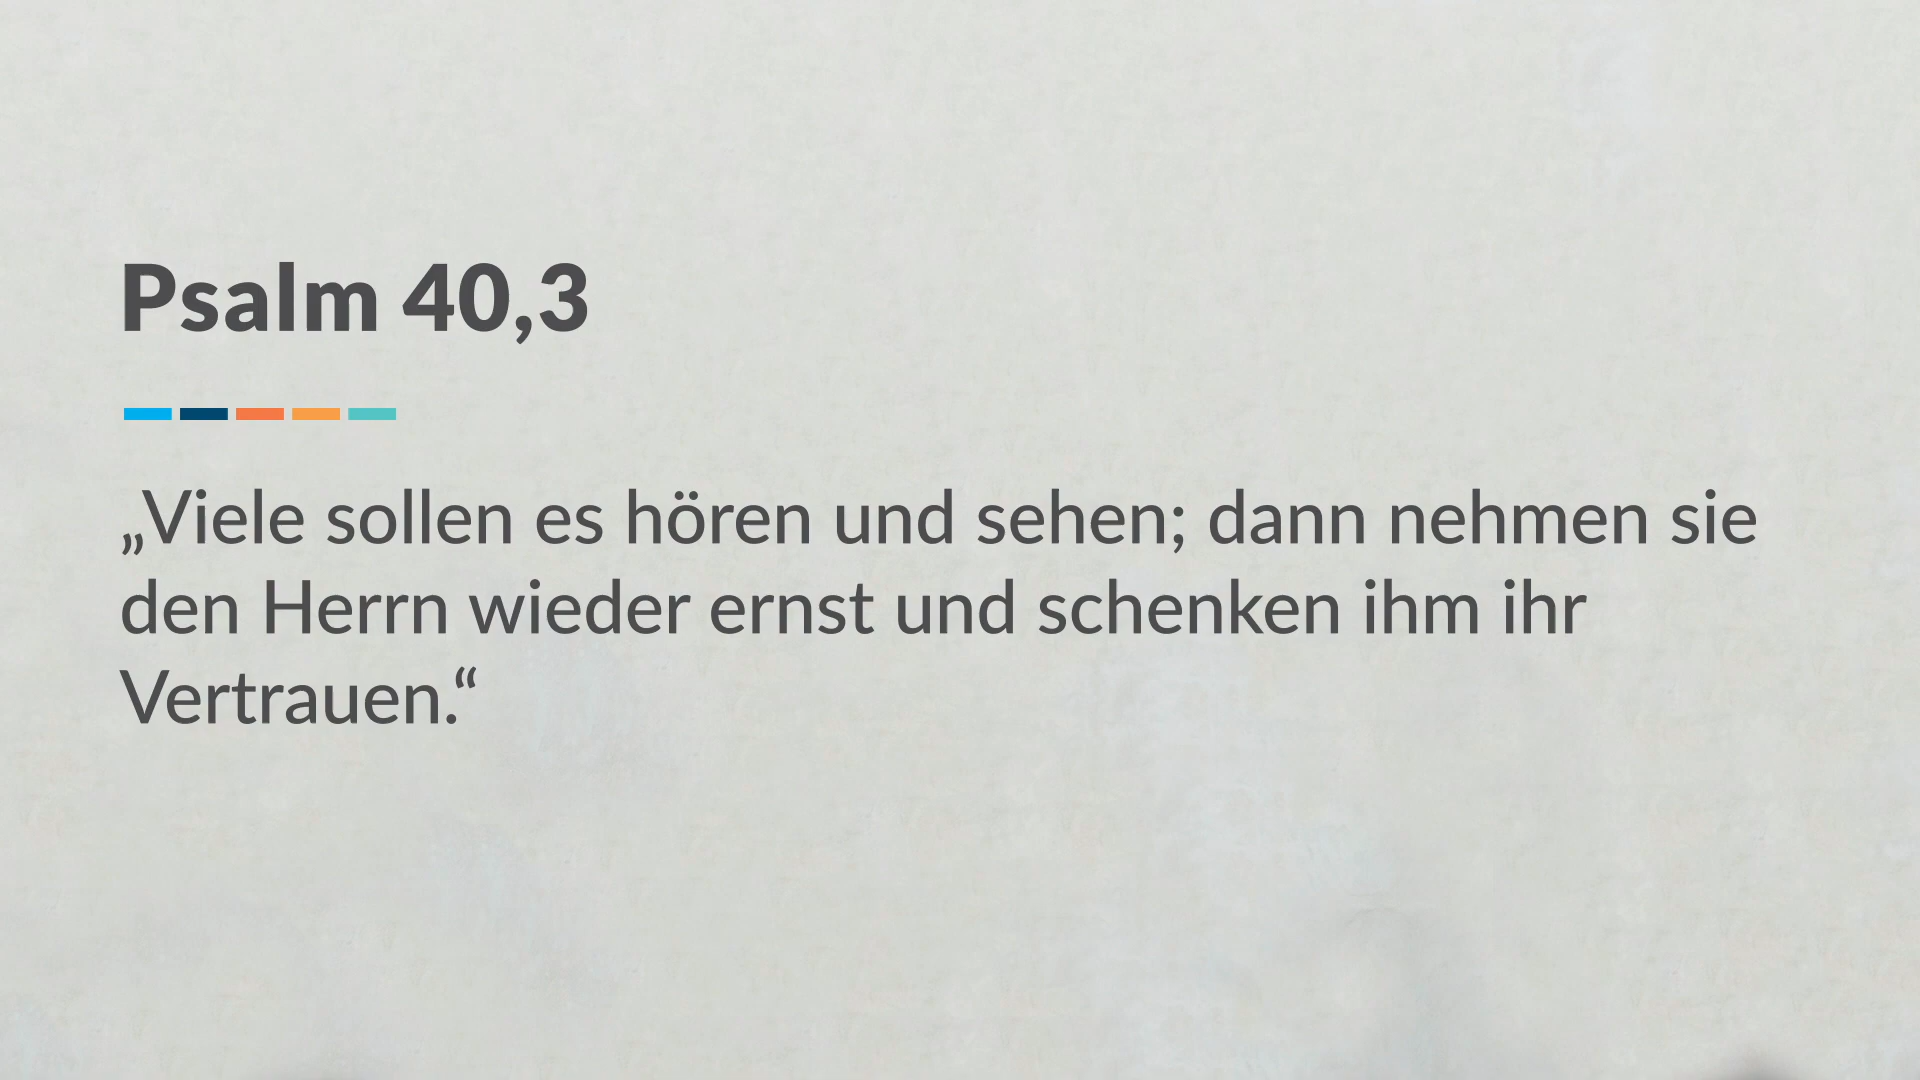 Psalm 40,3
„Viele sollen es hören und sehen; dann nehmen sie
den Herrn wieder ernst und schenken ihm ihr
Vertrauen.“